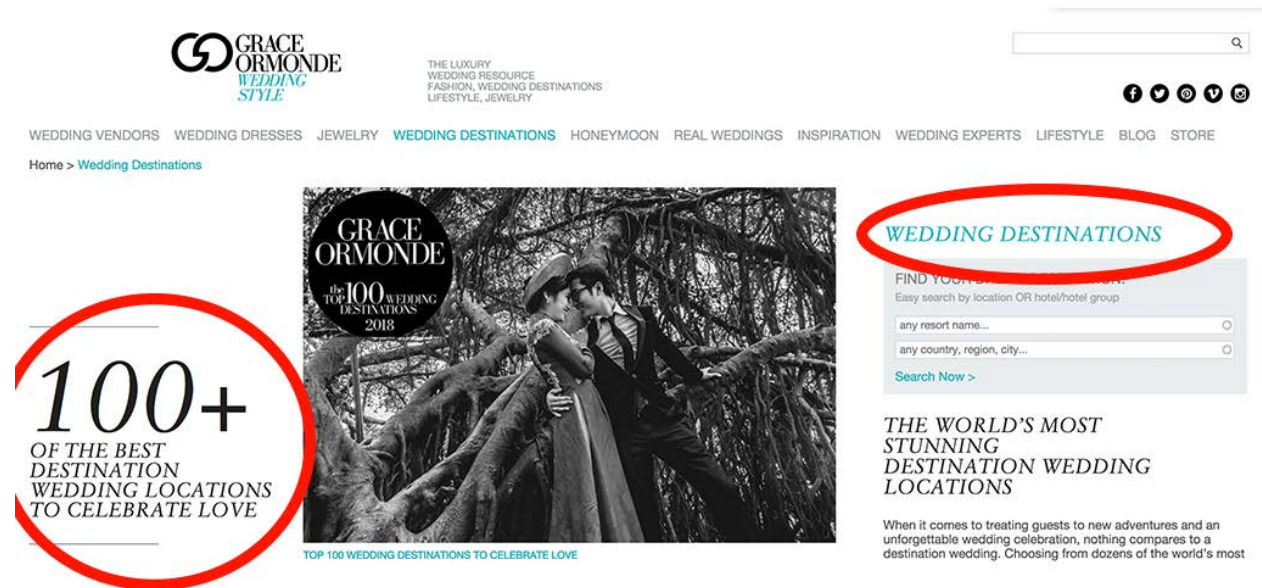 GRACE
ORMONDE
WEDDING
STYLE
THE LUXURY
WEDDING RESOURCE
FASHION, WEDDING DESTINATIONS
LIFESTYLE, JEWELRY
WEDDING VENDORS WEDDING DRESSES JEWELRY WEDDING DESTINATIONS HONEYMOON REAL WEDDINGS INSPIRATION WEDDING EXPERTS LIFESTYLE BLOG STORE
Home > Wedding Destinations
100+
OF THE BEST
DESTINATION
WEDDING LOCATIONS
TO CELEBRATE LOVE
GRACE
ORMONDE
the TOP 100 WEDDING
DESTINATIONS
2018
TOP 100 WEDDING DESTINATIONS TO CELEBRATE LOVE
WEDDING DESTINATIONS
FIND YOUR
Easy search by location OR hotel/hotel group
any resort name...
any country, region, city...
Search Now >
THE WORLD'S MOST
STUNNING
DESTINATION WEDDING
LOCATIONS
When it comes to treating guests to new adventures and an
unforgettable wedding celebration, nothing compares to a
destination wedding. Choosing from dozens of the world's most